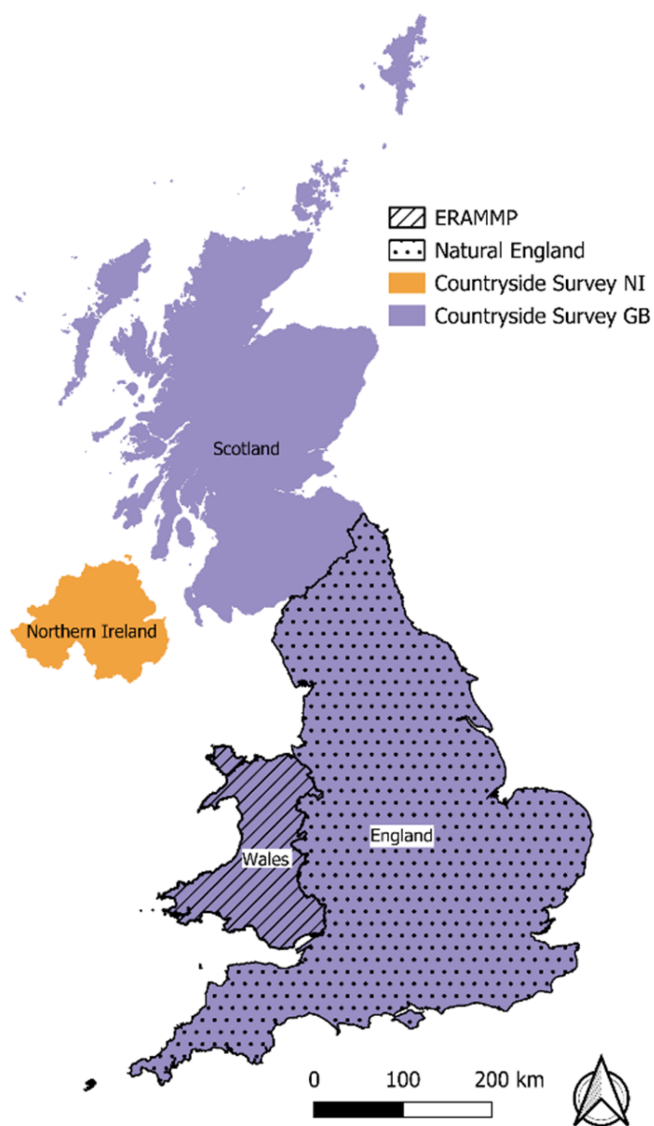 ERAMMP
Natural England
Countryside Survey NI
Countryside Survey GB
Scotland
Northern Ireland
England
Wales
0 100 200 km